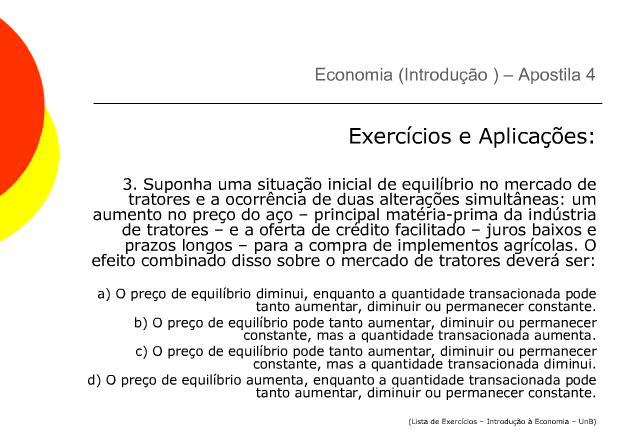 Economia (Introdução ) – Apostila 4
Exercícios e Aplicações:
3. Suponha uma situação inicial de equilíbrio no mercado de
tratores e a ocorrência de duas alterações simultâneas: um
aumento no preço do aço – principal matéria-prima da indústria
de tratores – e a oferta de crédito facilitado – juros baixos e
prazos longos – para a compra de implementos agrícolas. O
efeito combinado disso sobre o mercado de tratores deverá ser:
a) O preço de equilíbrio diminui, enquanto a quantidade transacionada pode
tanto aumentar, diminuir ou permanecer constante.
b) O preço de equilíbrio pode tanto aumentar, diminuir ou permanecer
constante, mas a quantidade transacionada aumenta.
c) O preço de equilíbrio pode tanto aumentar, diminuir ou permanecer
constante, mas a quantidade transacionada diminui.
d) O preço de equilíbrio aumenta, enquanto a quantidade transacionada pode
tanto aumentar, diminuir ou permanecer constante.
(Lista de Exercícios – Introdução à Economia – UnB)